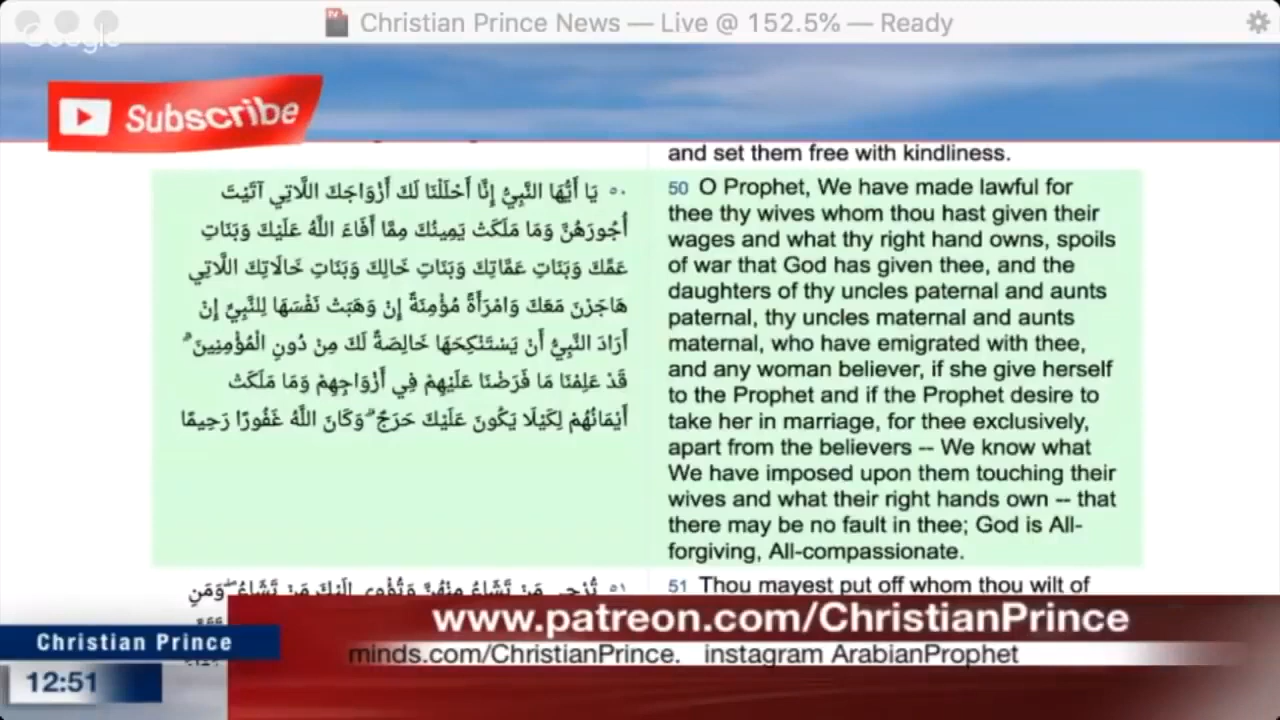 Christian Prince News — Live @ 152.5% — Ready
Google
Subscribe
and set them free with kindliness.
٥٠ يَا أَيُّهَا النَّبِيُّ إِنَّا أَحْلَلْنَا لَكَ أَزْوَاجَكَ اللَّاتِي آتَيْتَ
أُجُورَهُنَّ وَمَا مَلَكَتْ يَمِينُكَ مِمَّا أَفَاءَ اللَّهُ عَلَيْكَ وَبَنَاتِ
عَمِّكَ وَبَنَاتِ عَمَّاتِكَ وَبَنَاتِ خَالِكَ وَبَنَاتِ خَالَاتِكَ اللَّاتِي
هَاجَرْنَ مَعَكَ وَامْرَأَةً مُؤْمِنَةً إِنْ وَهَبَتْ نَفْسَهَا لِلنَّبِيِّ إِنْ
أَرَادَ النَّبِيُّ أَنْ يَسْتَنْكِحَهَا خَالِصَةً لَكَ مِنْ دُونِ الْمُؤْمِنِينَ ۗ
قَدْ عَلِمْنَا مَا فَرَضْنَا عَلَيْهِمْ فِي أَزْوَاجِهِمْ وَمَا مَلَكَتْ
أَيْمَانُهُمْ لِكَيْلَا يَكُونَ عَلَيْكَ حَرَجٌ ۗ وَكَانَ اللَّهُ غَفُورًا رَحِيمًا
50 O Prophet, We have made lawful for
thee thy wives whom thou hast given their
wages and what thy right hand owns, spoils
of war that God has given thee, and the
daughters of thy uncles paternal and aunts
paternal, thy uncles maternal and aunts
maternal, who have emigrated with thee,
and any woman believer, if she give herself
to the Prophet and if the Prophet desire to
take her in marriage, for thee exclusively,
apart from the believers -- We know what
We have imposed upon them touching their
wives and what their right hands own -- that
there may be no fault in thee; God is All-
forgiving, All-compassionate.
٥١ تُرْجِي مَنْ تَشَاءُ مِنْهُنَّ وَتُؤْوِي إِلَيْكَ مَنْ تَشَاءُ ۖ وَمَنِ
51 Thou mayest put off whom thou wilt of
www.patreon.com/ChristianPrince
Christian Prince
minds.com/ChristianPrince. instagram ArabianProphet
12:51